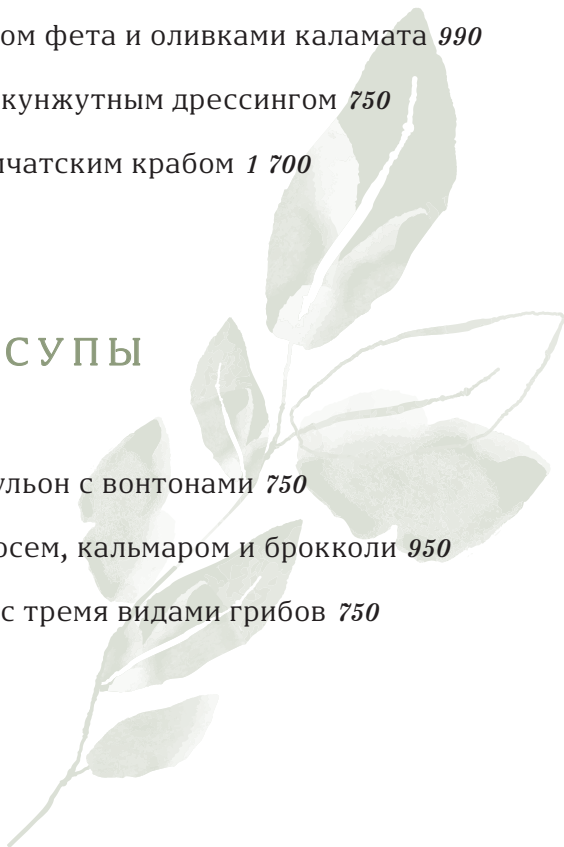 ом фета и оливками каламата 990
кунжутным дрессингом 750
чатским крабом 1 700
СУПЫ
ульон с вонтонами 750
осем, кальмаром и брокколи 950
с тремя видами грибов 750